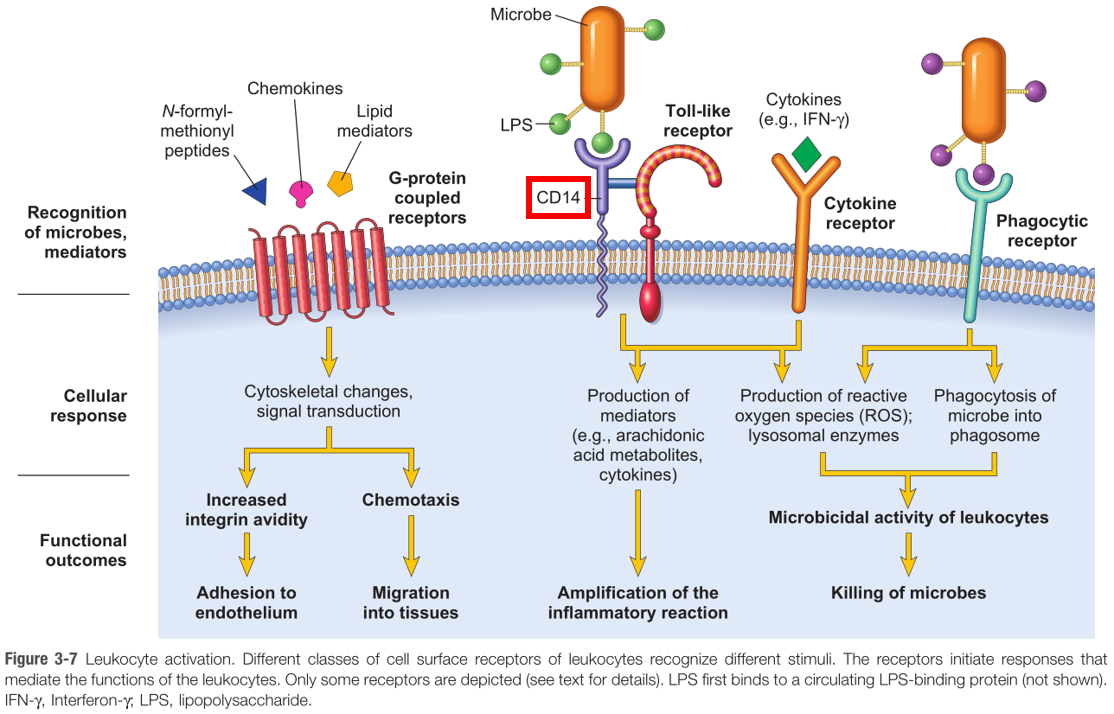 Microbe
Chemokines
N-formyl-
methionyl
peptides
Lipid
mediators
LPS
Toll-like
receptor
Cytokines
(e.g., IFN-γ)
G-protein
coupled
receptors
CD14
Cytokine
receptor
Phagocytic
receptor
Recognition
of microbes,
mediators
Cellular
response
Cytoskeletal changes,
signal transduction
Production of
mediators
(e.g., arachidonic
acid metabolites,
cytokines)
Production of reactive
oxygen species (ROS);
lysosomal enzymes
Phagocytosis of
microbe into
phagosome
Functional
outcomes
Increased
integrin avidity
Chemotaxis
Microbicidal activity of leukocytes
Adhesion to
endothelium
Migration
into tissues
Amplification of the
inflammatory reaction
Killing of microbes
Figure 3-7 Leukocyte activation. Different classes of cell surface receptors of leukocytes recognize different stimuli. The receptors initiate responses that
mediate the functions of the leukocytes. Only some receptors are depicted (see text for details). LPS first binds to a circulating LPS-binding protein (not shown).
IFN-γ, Interferon-γ; LPS, lipopolysaccharide.